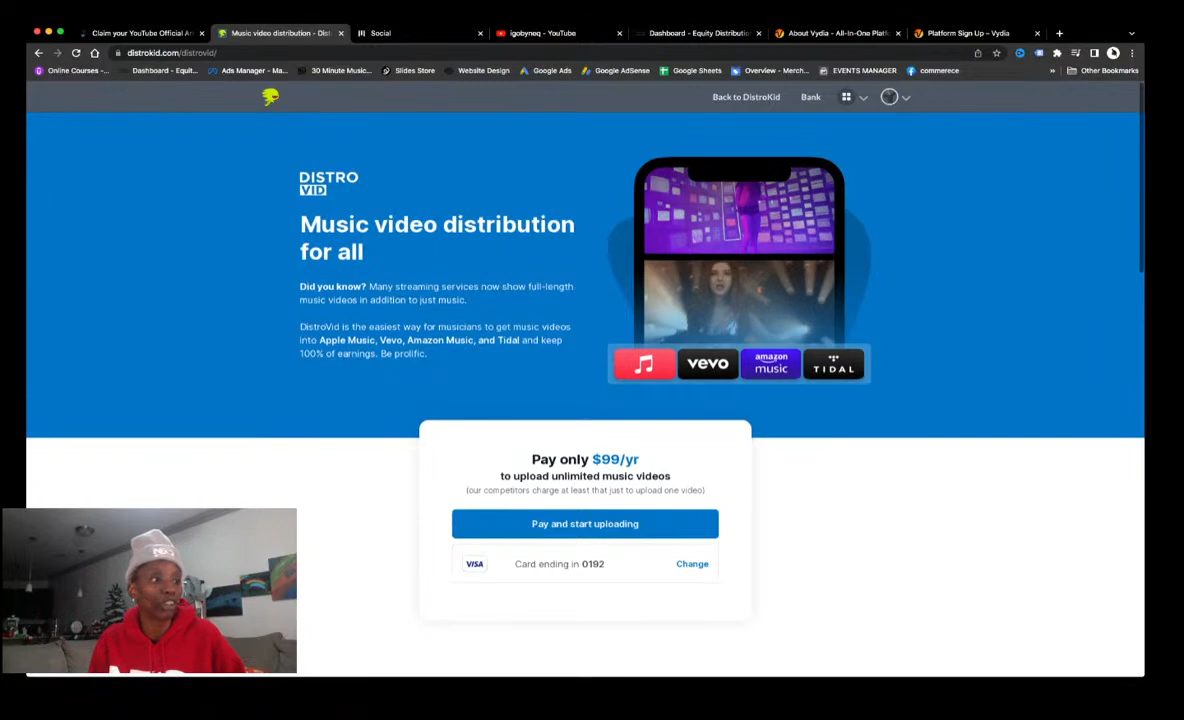 Claim your YouTube Official Ar
Music video distribution - Dist
Social
igobyneq - YouTube
Dashboard - Equity Distribution
About Vydia - All-In-One Platf
Platform Sign Up – Vydia
distrokid.com/distrovid/
Online Courses -...
Dashboard - Equit...
Ads Manager - Ma...
30 Minute Music...
Slides Store
Website Design
Google Ads
Google AdSense
Google Sheets
Overview - Merch...
EVENTS MANAGER
commerece
»
Other Bookmarks
Back to DistroKid
Bank
DISTRO
VID
Music video distribution
for all
Did you know? Many streaming services now show full-length
music videos in addition to just music.
DistroVid is the easiest way for musicians to get music videos
into Apple Music, Vevo, Amazon Music, and Tidal and keep
100% of earnings. Be prolific.
vevo
amazon
music
TIDAL
Pay only $99/yr
to upload unlimited music videos
(our competitors charge at least that just to upload one video)
Pay and start uploading
VISA
Card ending in 0192
Change